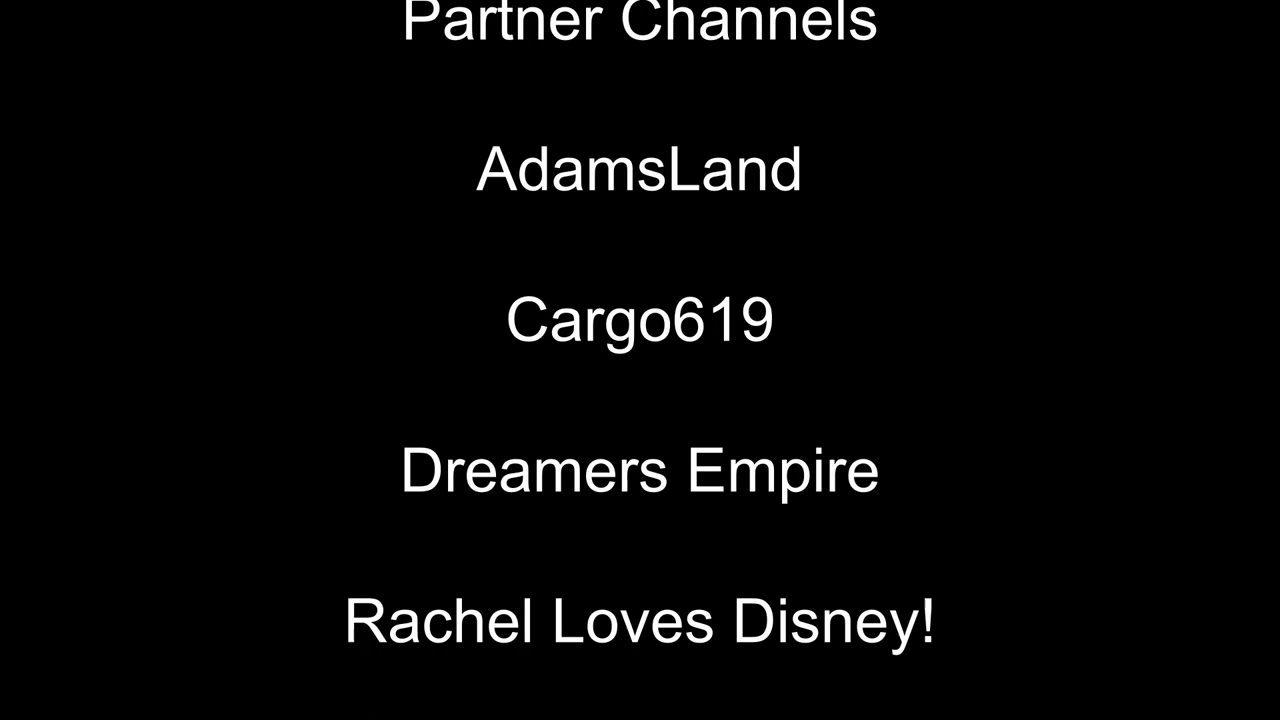 Partner Channels
AdamsLand
Cargo619
Dreamers Empire
Rachel Loves Disney!